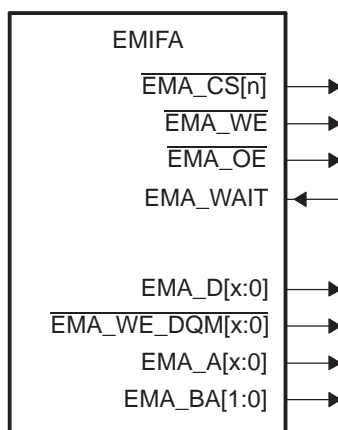 EMIFA
EMA_CS[n]
EMA_WE
EMA_OE
EMA_WAIT
EMA_D[x:0]
EMA_WE_DQM[x:0]
EMA_A[x:0]
EMA_BA[1:0]